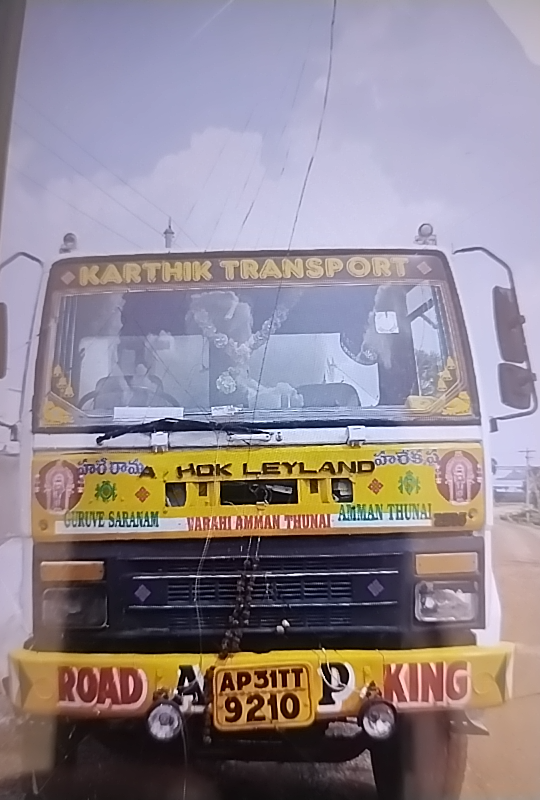 KARTHIK TRANSPORT
హరే రామ A HOK LEYLAND హరే కృష్ణ
GURUVE SARANAM VARAHI AMMAN THUNAI AMMAN THUNAI
ROAD A P KING
AP31TT
9210